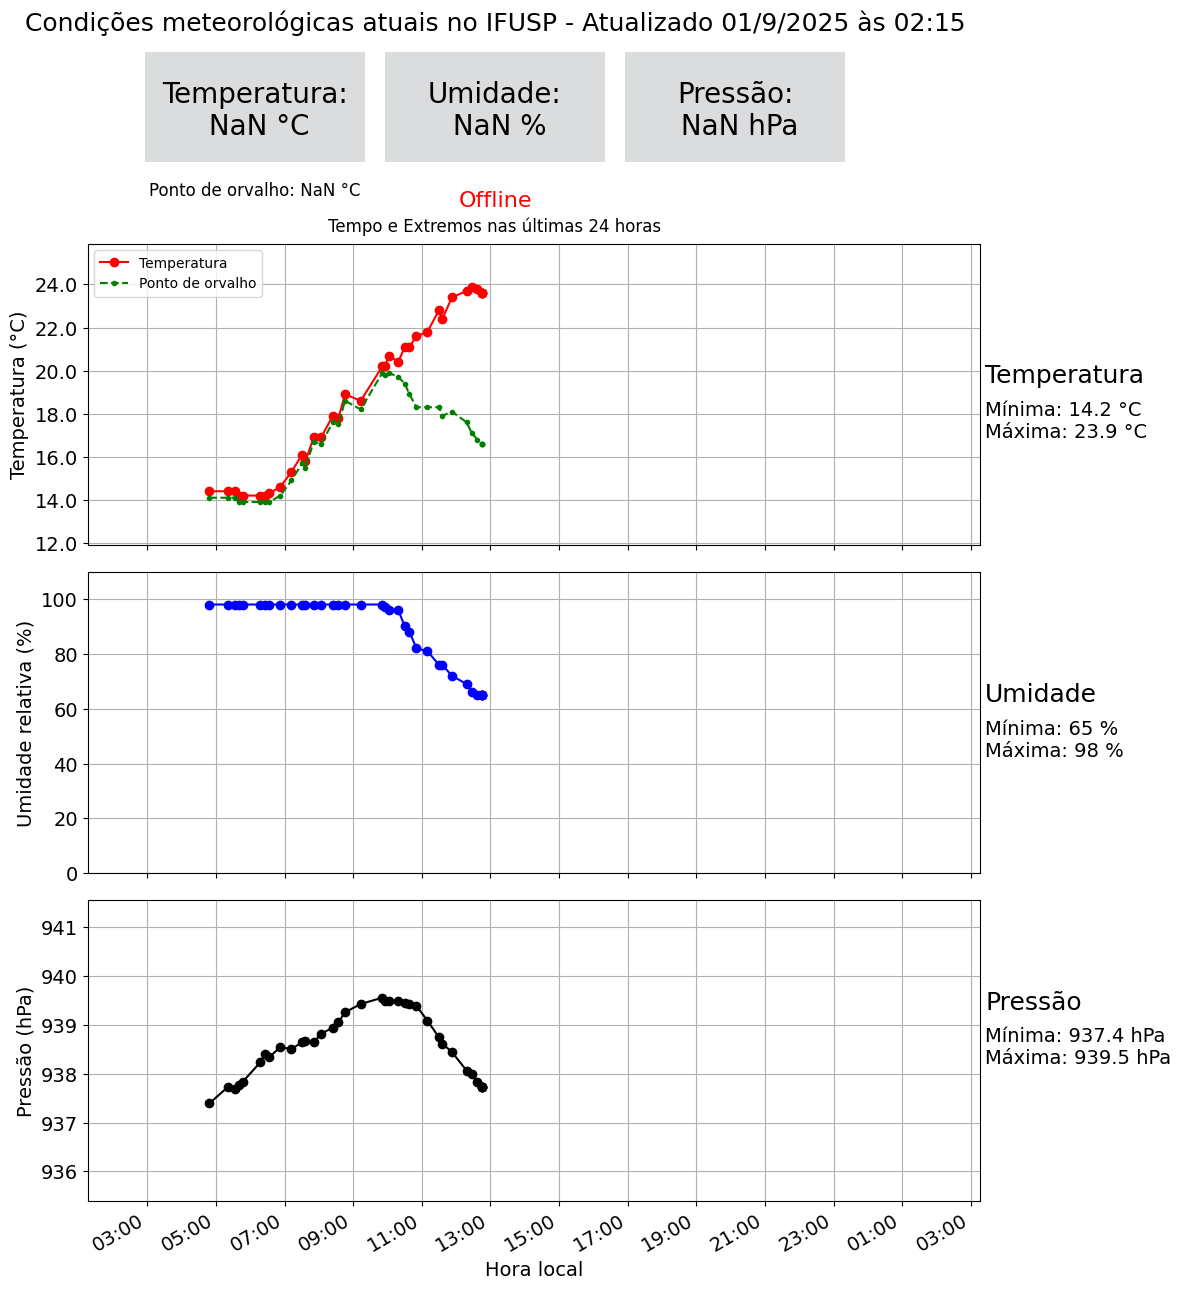 Condições meteorológicas atuais no IFUSP - Atualizado 01/9/2025 às 02:15
Temperatura:
NaN °C
Umidade:
NaN %
Pressão:
NaN hPa
Ponto de orvalho: NaN °C
Offline
Tempo e Extremos nas últimas 24 horas
Temperatura
Ponto de orvalho
Temperatura (°C)
24.0
22.0
20.0
18.0
16.0
14.0
12.0
Temperatura
Mínima: 14.2 °C
Máxima: 23.9 °C
Umidade relativa (%)
100
80
60
40
20
0
Umidade
Mínima: 65 %
Máxima: 98 %
Pressão (hPa)
941
940
939
938
937
936
Pressão
Mínima: 937.4 hPa
Máxima: 939.5 hPa
03:00
05:00
07:00
09:00
11:00
13:00
15:00
17:00
19:00
21:00
23:00
01:00
03:00
Hora local